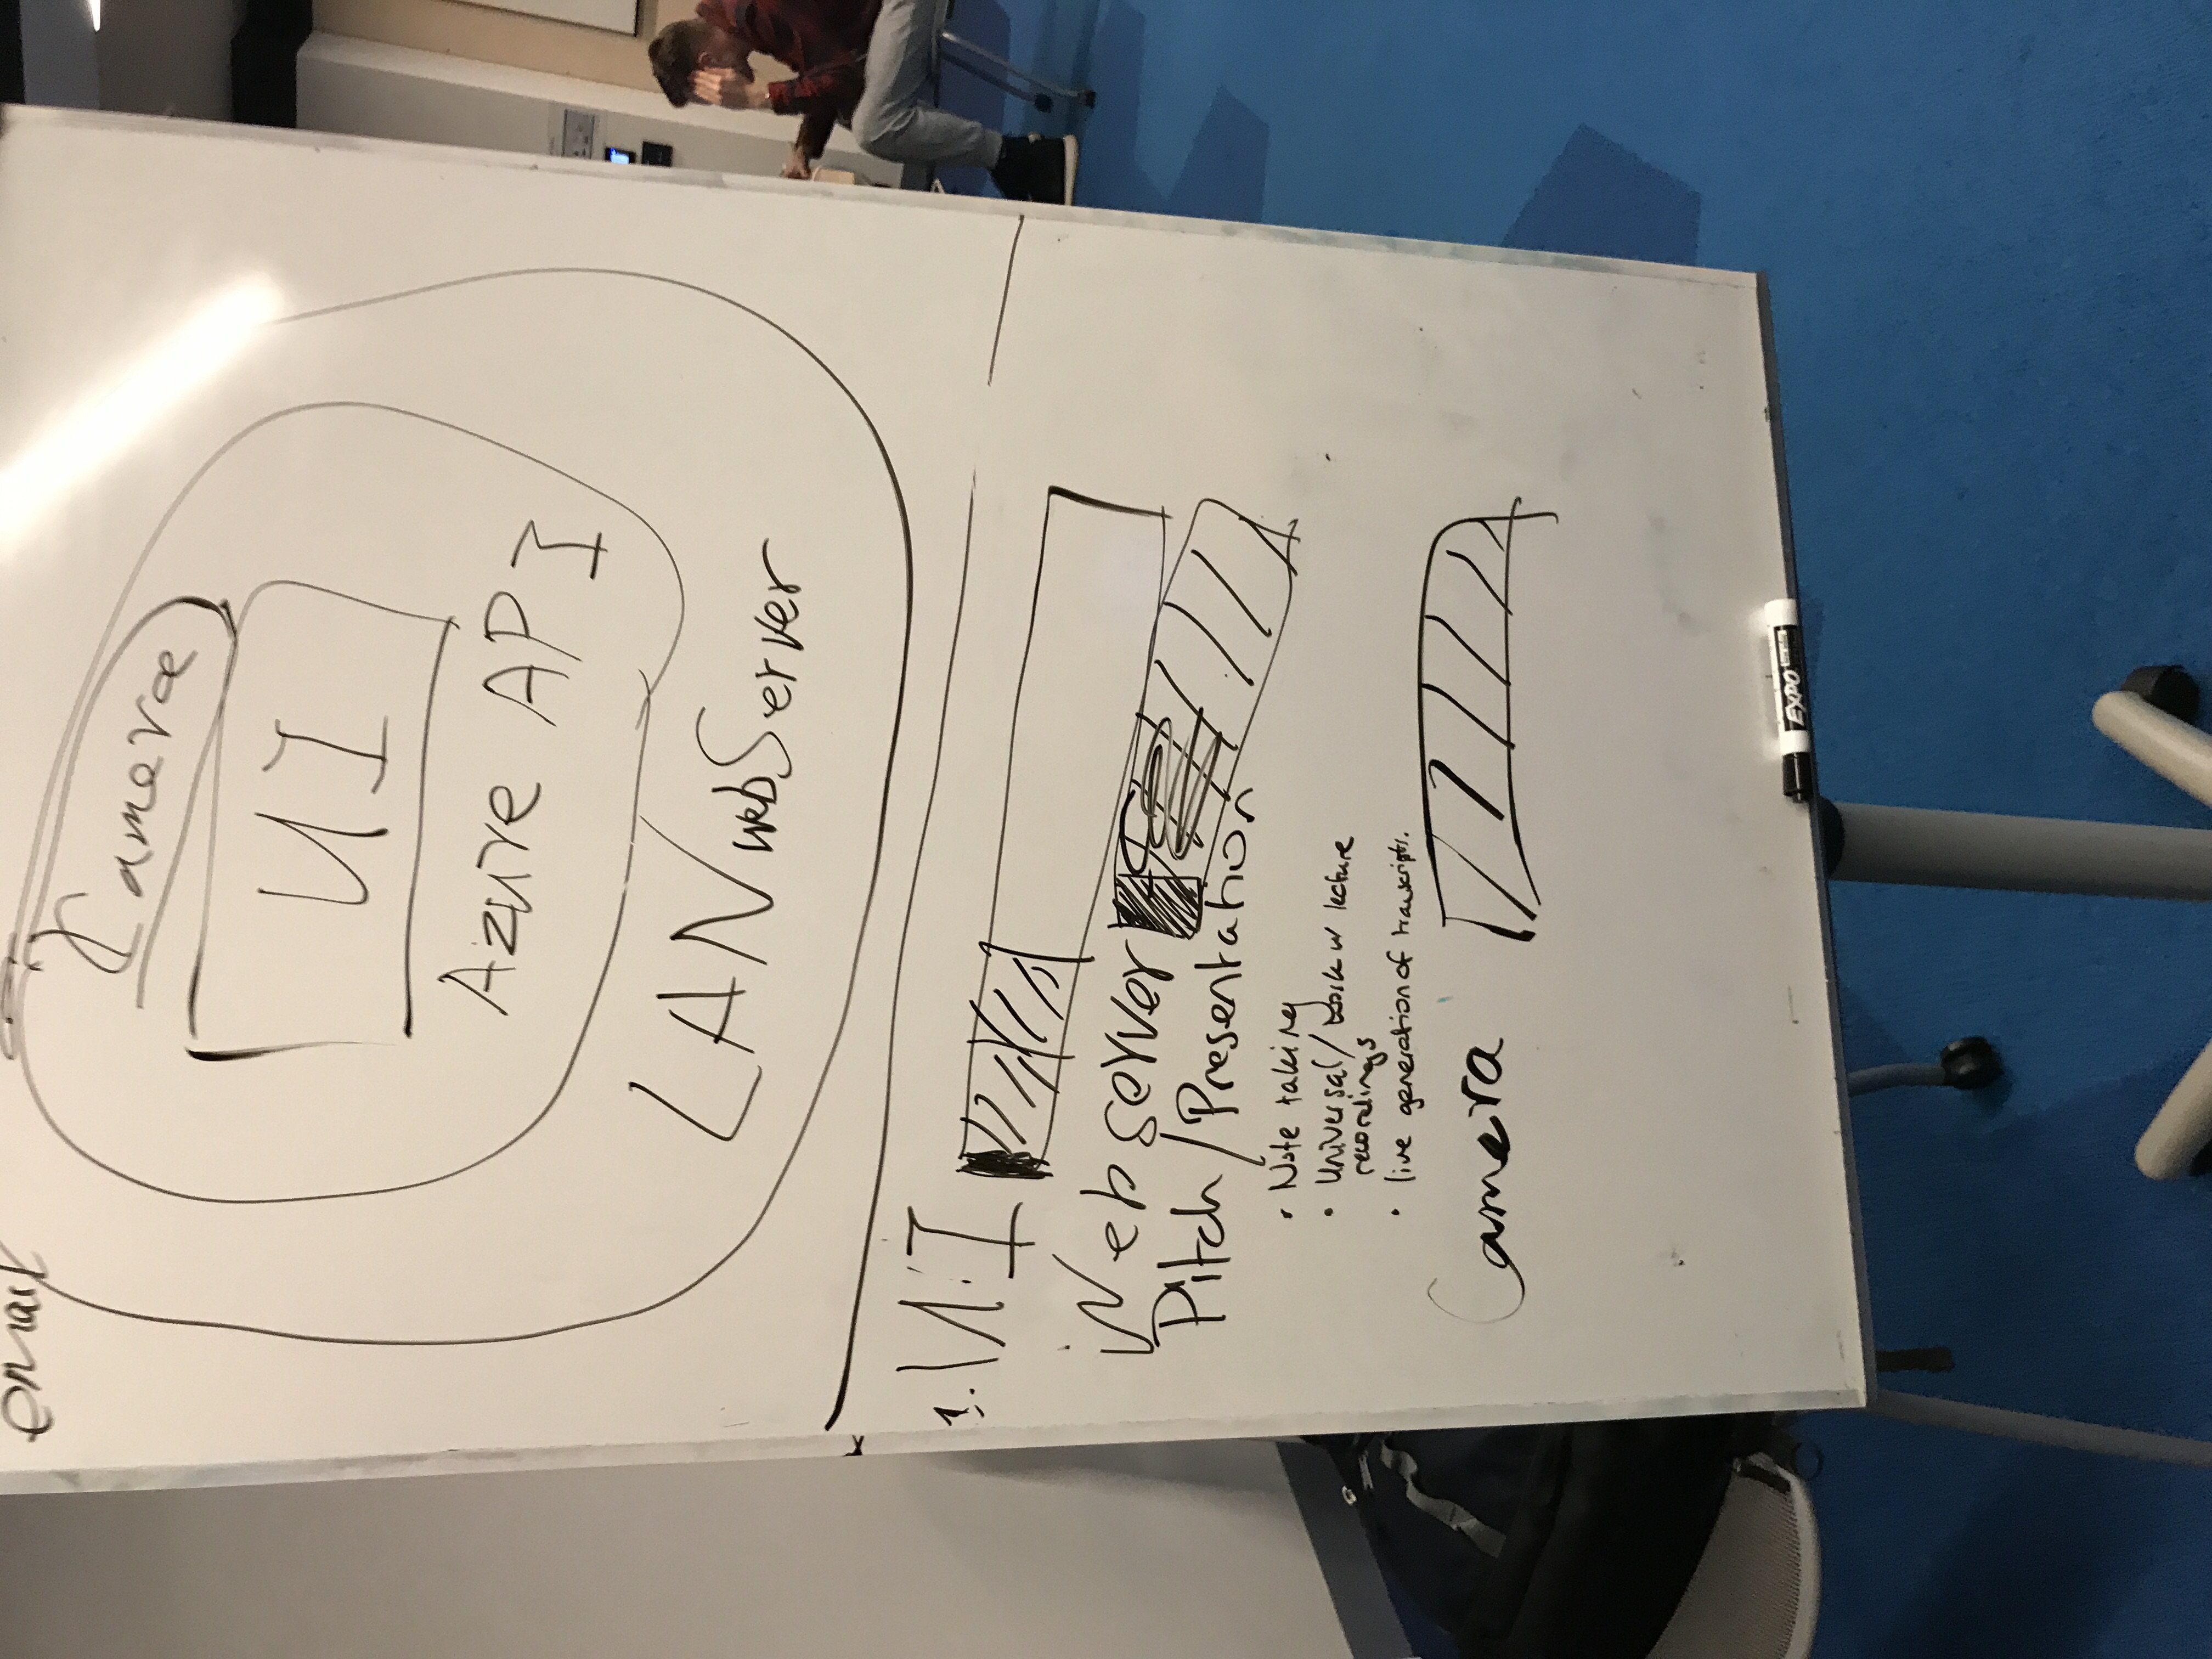 email
Camera
UI
Azure API
LAN webServer
1. UI
Webserver
Pitch/Presentation
• Note taking
• Universal/work w lecture
recordings
• live generation of transcripts.
Camera
EXPO